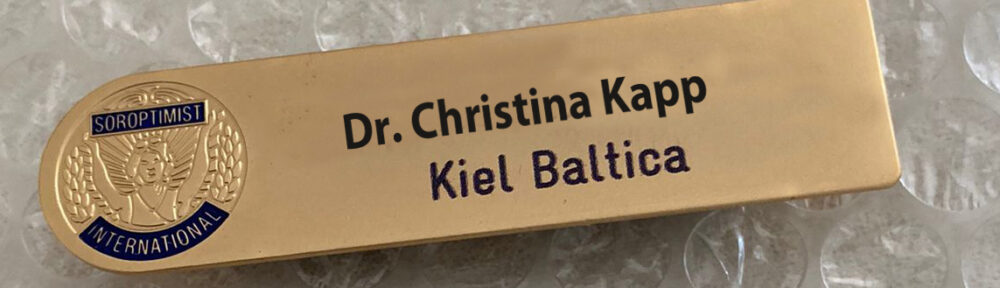 SOROPTIMIST
INTERNATIONAL
Dr. Christina Kapp
Kiel Baltica